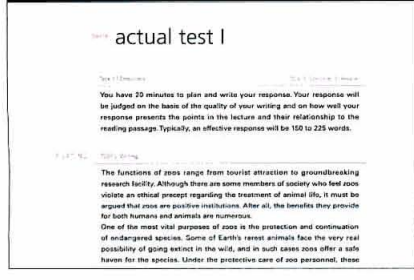 actual test I
You have 20 minutes to plan and write your response. Your response will
be judged on the basis of the quality of your writing and on how well your
response presents the points in the lecture and their relationship to the
reading passage. Typically, an effective response will be 150 to 225 words.
The functions of zoos range from tourist attraction to groundbreaking
research facility. Although there are some members of society who feel zoos
violate an ethical precept regarding the treatment of animal life, it must be
argued that zoos are positive institutions. After all, the benefits they provide
for both humans and animals are numerous.
One of the most vital purposes of zoos is the protection and continuation
of endangered species. Some of Earth's rarest animals face the very real
possibility of going extinct in the wild, and in such cases zoos offer a safe
haven for the species. Under the protective care of zoo personnel, these